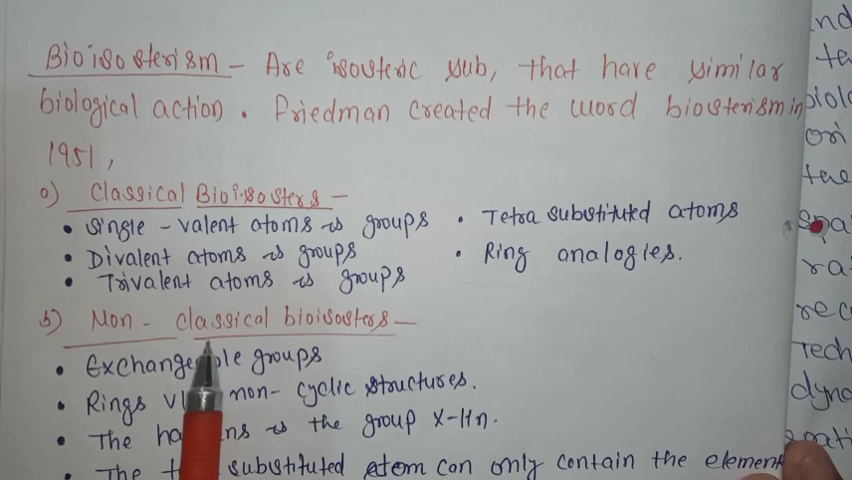 Bioisosterism - Are isosteric sub, that have similar
biological action. Friedman created the word biosterism in
1951,
a) Classical Bioisosters -
• Single - valent atoms & groups
• Divalent atoms & groups
• Trivalent atoms & groups
• Tetra substituted atoms
• Ring analogies.
b) Non - classical bioisosters -
• Exchange ble groups
• Rings non - cyclic structures.
• The & the group X-Hn.
• The substituted atom can only contain the element